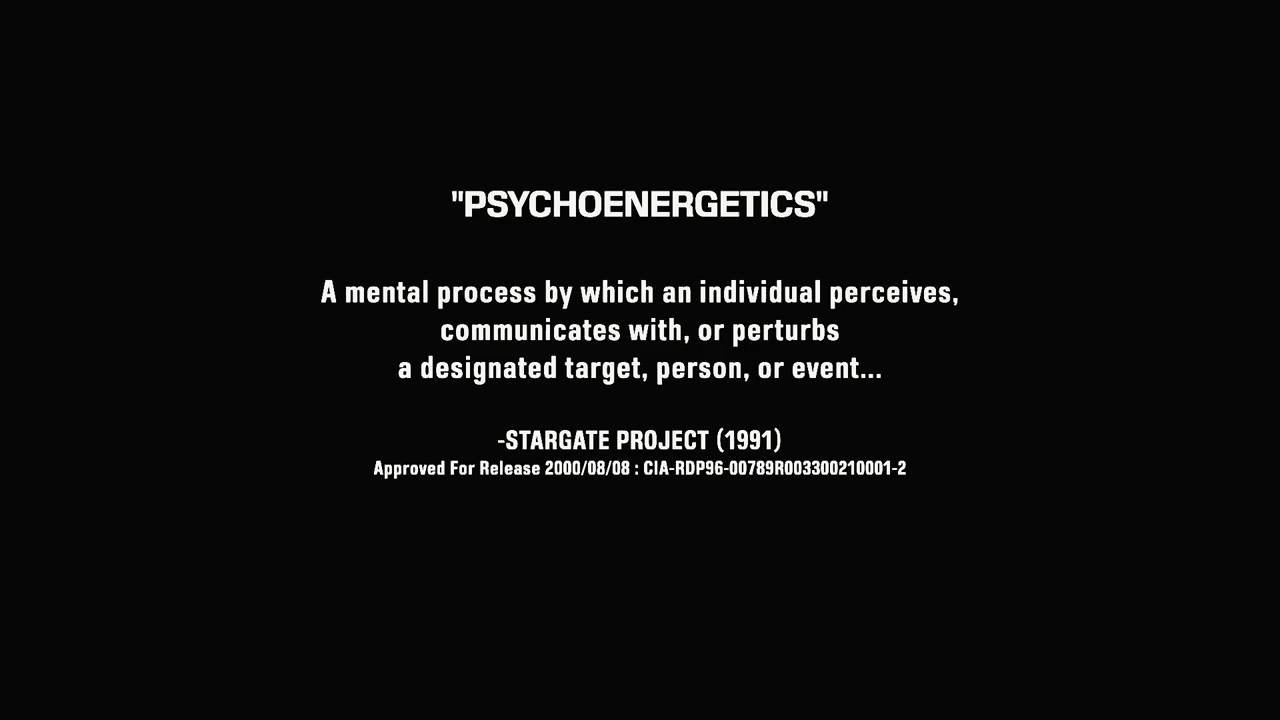 "PSYCHOENERGETICS"
A mental process by which an individual perceives,
communicates with, or perturbs
a designated target, person, or event...
-STARGATE PROJECT (1991)
Approved For Release 2000/08/08 : CIA-RDP96-00789R003300210001-2